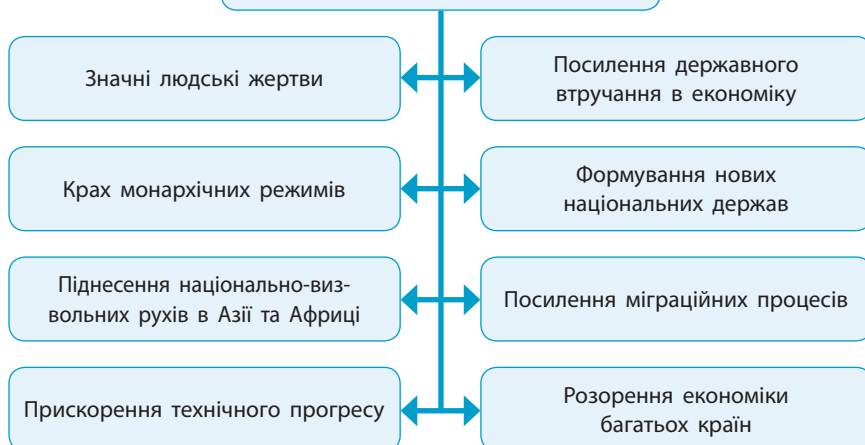 Значні людські жертви
Посилення державного
втручання в економіку
Крах монархічних режимів
Формування нових
національних держав
Піднесення національно-виз-
вольних рухів в Азії та Африці
Посилення міграційних процесів
Прискорення технічного прогресу
Розорення економіки
багатьох країн